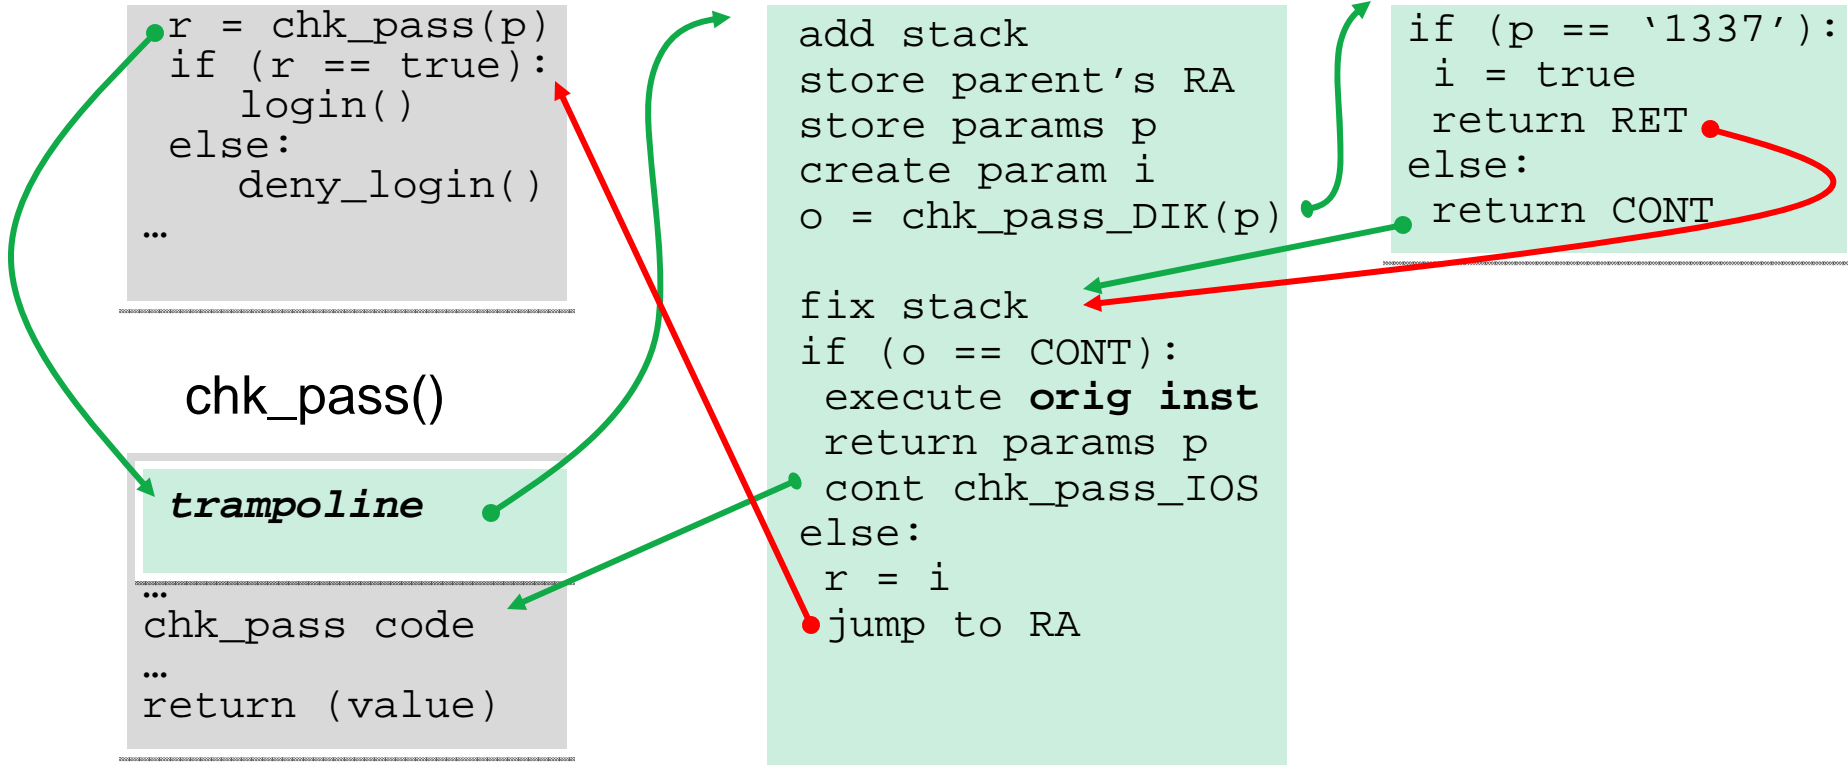 r = chk_pass(p)
if (r == true):
login()
else:
deny_login()
…
chk_pass()
trampoline
…
chk_pass code
…
return (value)
add stack
store parent’s RA
store params p
create param i
o = chk_pass_DIK(p)
fix stack
if (o == CONT):
execute orig inst
return params p
cont chk_pass_IOS
else:
r = i
jump to RA
if (p == ‘1337’):
i = true
return RET
else:
return CONT